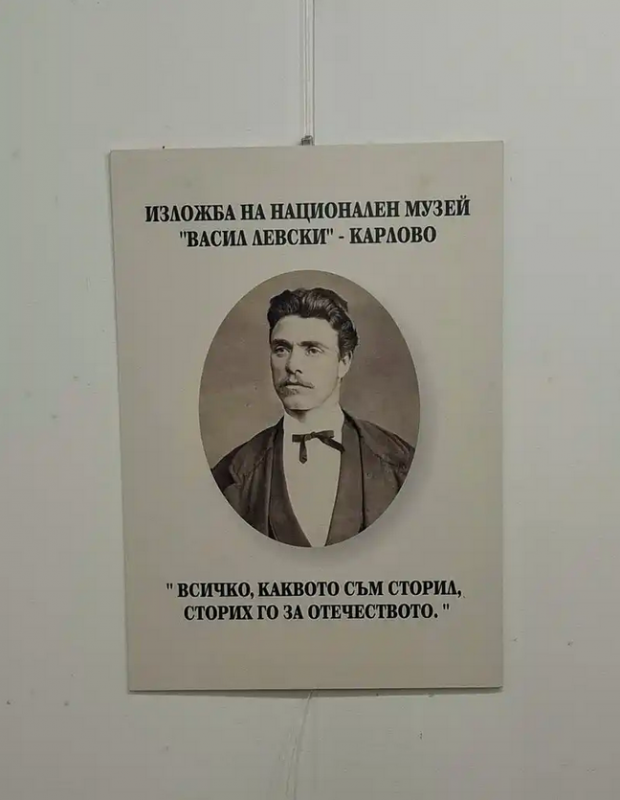 ИЗЛОЖБА НА НАЦИОНАЛЕН МУЗЕЙ
"ВАСИЛ ЛЕВСКИ" - КАРЛОВО
" ВСИЧКО, КАКВОТО СЪМ СТОРИЛ,
СТОРИХ ГО ЗА ОТЕЧЕСТВОТО. "